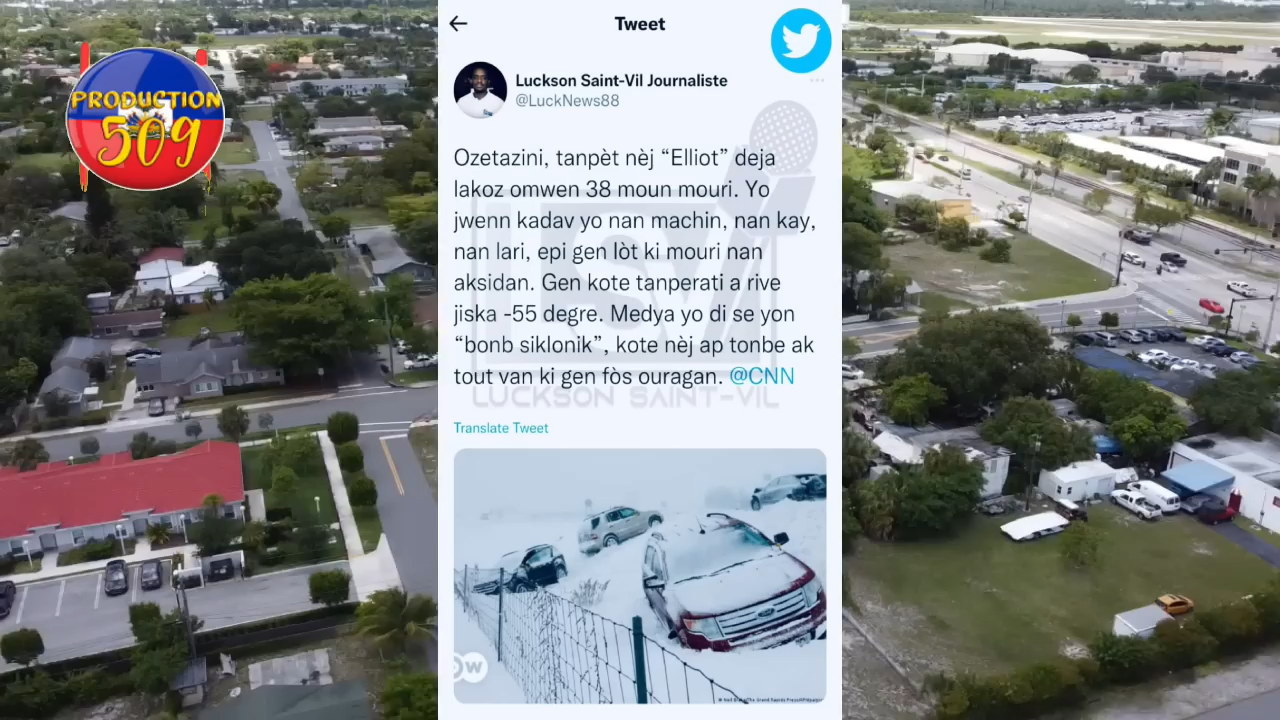 PRODUCTION
509
Tweet
Luckson Saint-Vil Journaliste
@LuckNews88
Ozetazini, tanpèt nèj “Elliot” deja
lakoz omwen 38 moun mouri. Yo
jwenn kadav yo nan machin, nan kay,
nan lari, epi gen lòt ki mouri nan
aksidan. Gen kote tanperati a rive
jiska -55 degre. Medya yo di se yon
“bonb siklonik”, kote nèj ap tonbe ak
tout van ki gen fòs ouragan. @CNN
LUCKSON SAINT-VIL
Translate Tweet
DW